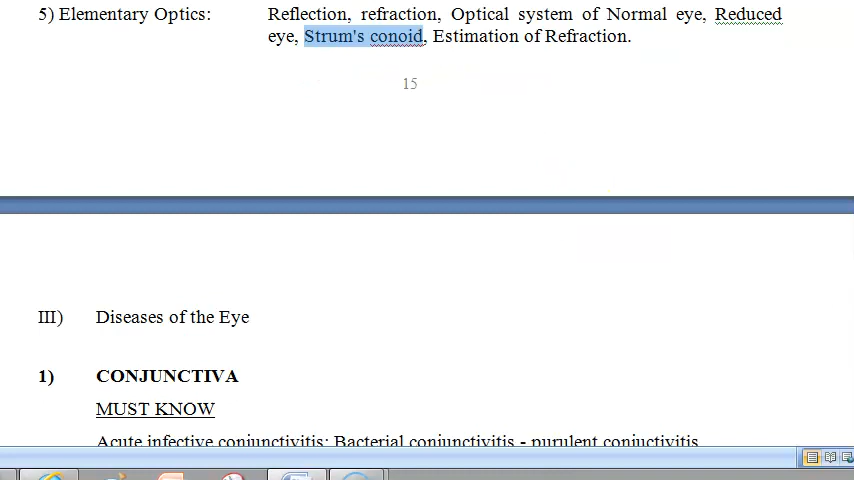 5) Elementary Optics: Reflection, refraction, Optical system of Normal eye, Reduced
eye, Strum's conoid, Estimation of Refraction.
15
III) Diseases of the Eye
1) CONJUNCTIVA
MUST KNOW
Acute infective conjunctivitis: Bacterial conjunctivitis - purulent conjuctivitis